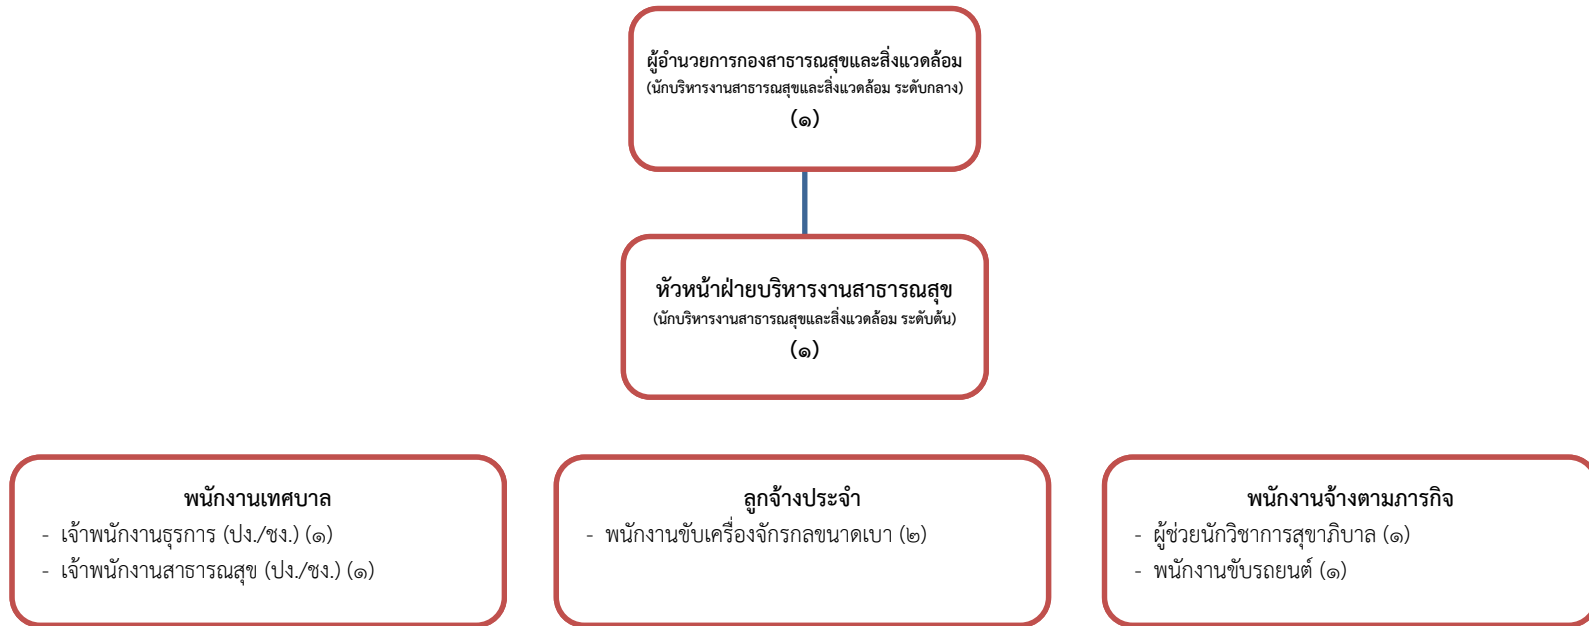 ผู้อำนวยการกองสาธารณสุขและสิ่งแวดล้อม
(นักบริหารงานสาธารณสุขและสิ่งแวดล้อม ระดับกลาง)
(๑)
หัวหน้าฝ่ายบริหารงานสาธารณสุข
(นักบริหารงานสาธารณสุขและสิ่งแวดล้อม ระดับต้น)
(๑)
พนักงานเทศบาล
- เจ้าพนักงานธุรการ (ปง./ชง.) (๑)
- เจ้าพนักงานสาธารณสุข (ปง./ชง.) (๑)
ลูกจ้างประจำ
- พนักงานขับเครื่องจักรกลขนาดเบา (๒)
พนักงานจ้างตามภารกิจ
- ผู้ช่วยนักวิชาการสุขาภิบาล (๑)
- พนักงานขับรถยนต์ (๑)